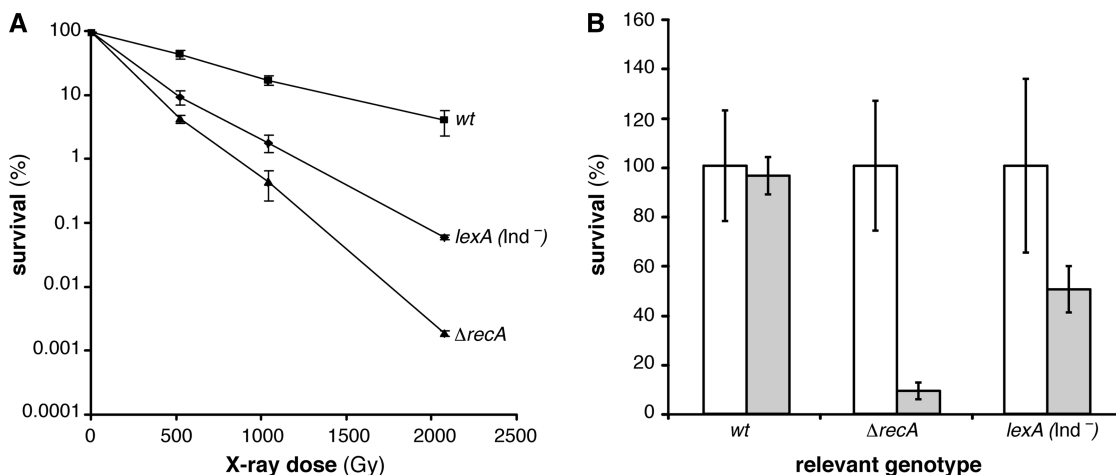 A
100
10
1
0.1
0.01
0.001
0.0001
survival (%)
0
500
1000
1500
2000
2500
X-ray dose (Gy)
wt
lexA (Ind⁻)
ΔrecA
B
160
140
120
100
80
60
40
20
0
survival (%)
wt
ΔrecA
lexA (Ind⁻)
relevant genotype